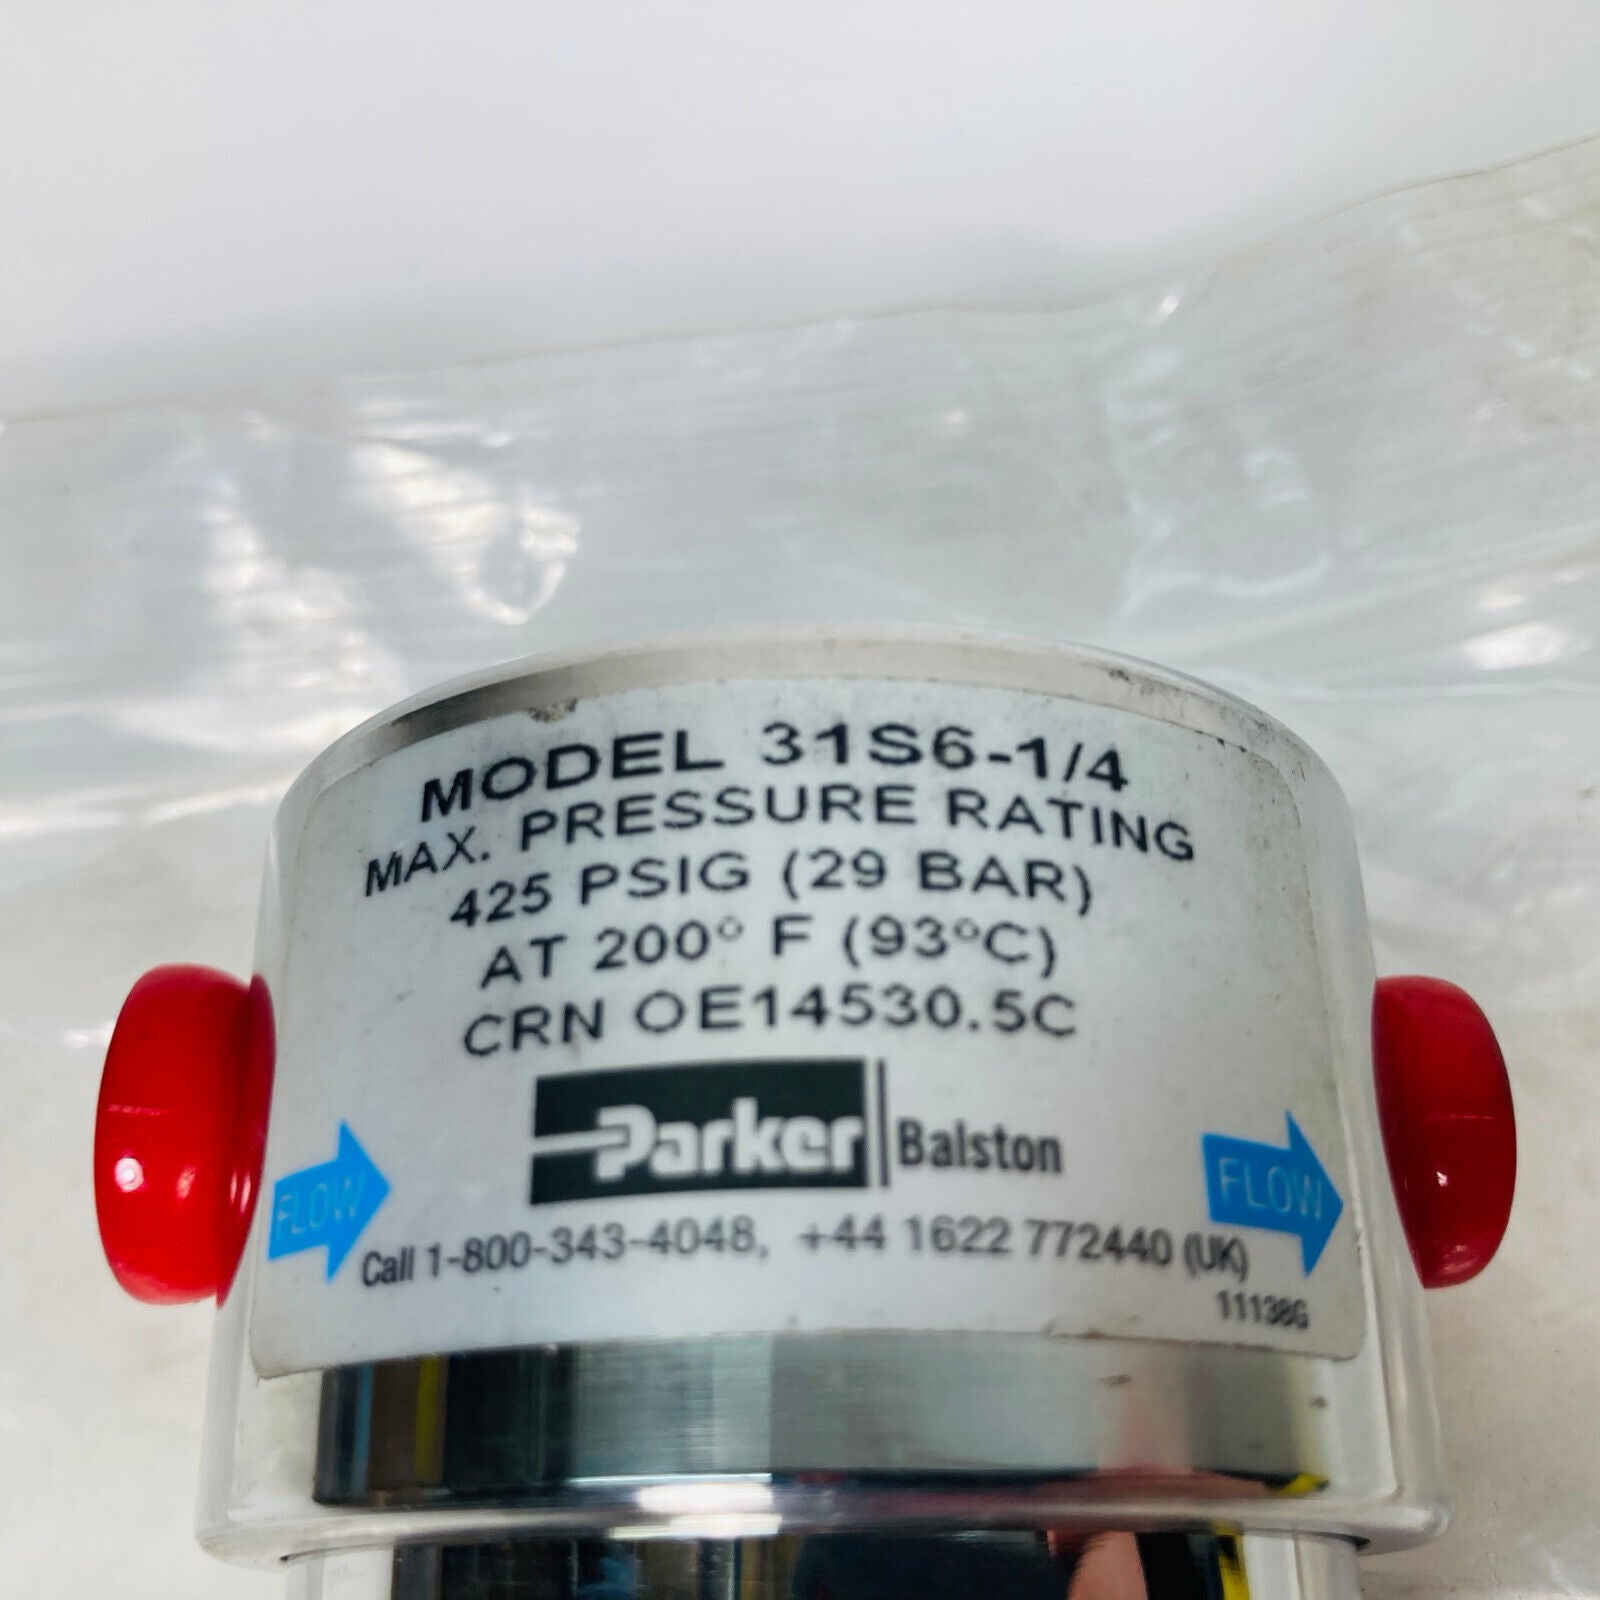 MODEL 31S6-1/4
MAX. PRESSURE RATING
425 PSIG (29 BAR)
AT 200° F (93°C)
CRN OE14530.5C
Parker Balston
FLOW
FLOW
Call 1-800-343-4048, +44 1622 772440 (UK)
11138G